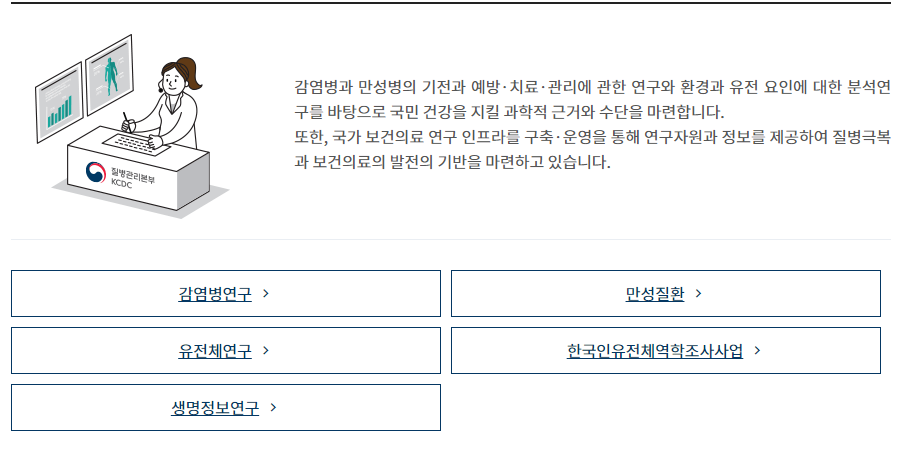 감염병과 만성병의 기전과 예방·치료·관리에 관한 연구와 환경과 유전 요인에 대한 분석연
구를 바탕으로 국민 건강을 지킬 과학적 근거와 수단을 마련합니다.
또한, 국가 보건의료 연구 인프라를 구축·운영을 통해 연구자원과 정보를 제공하여 질병극복
과 보건의료의 발전의 기반을 마련하고 있습니다.
질병관리본부
KCDC
감염병연구
만성질환
유전체연구
한국인유전체역학조사사업
생명정보연구